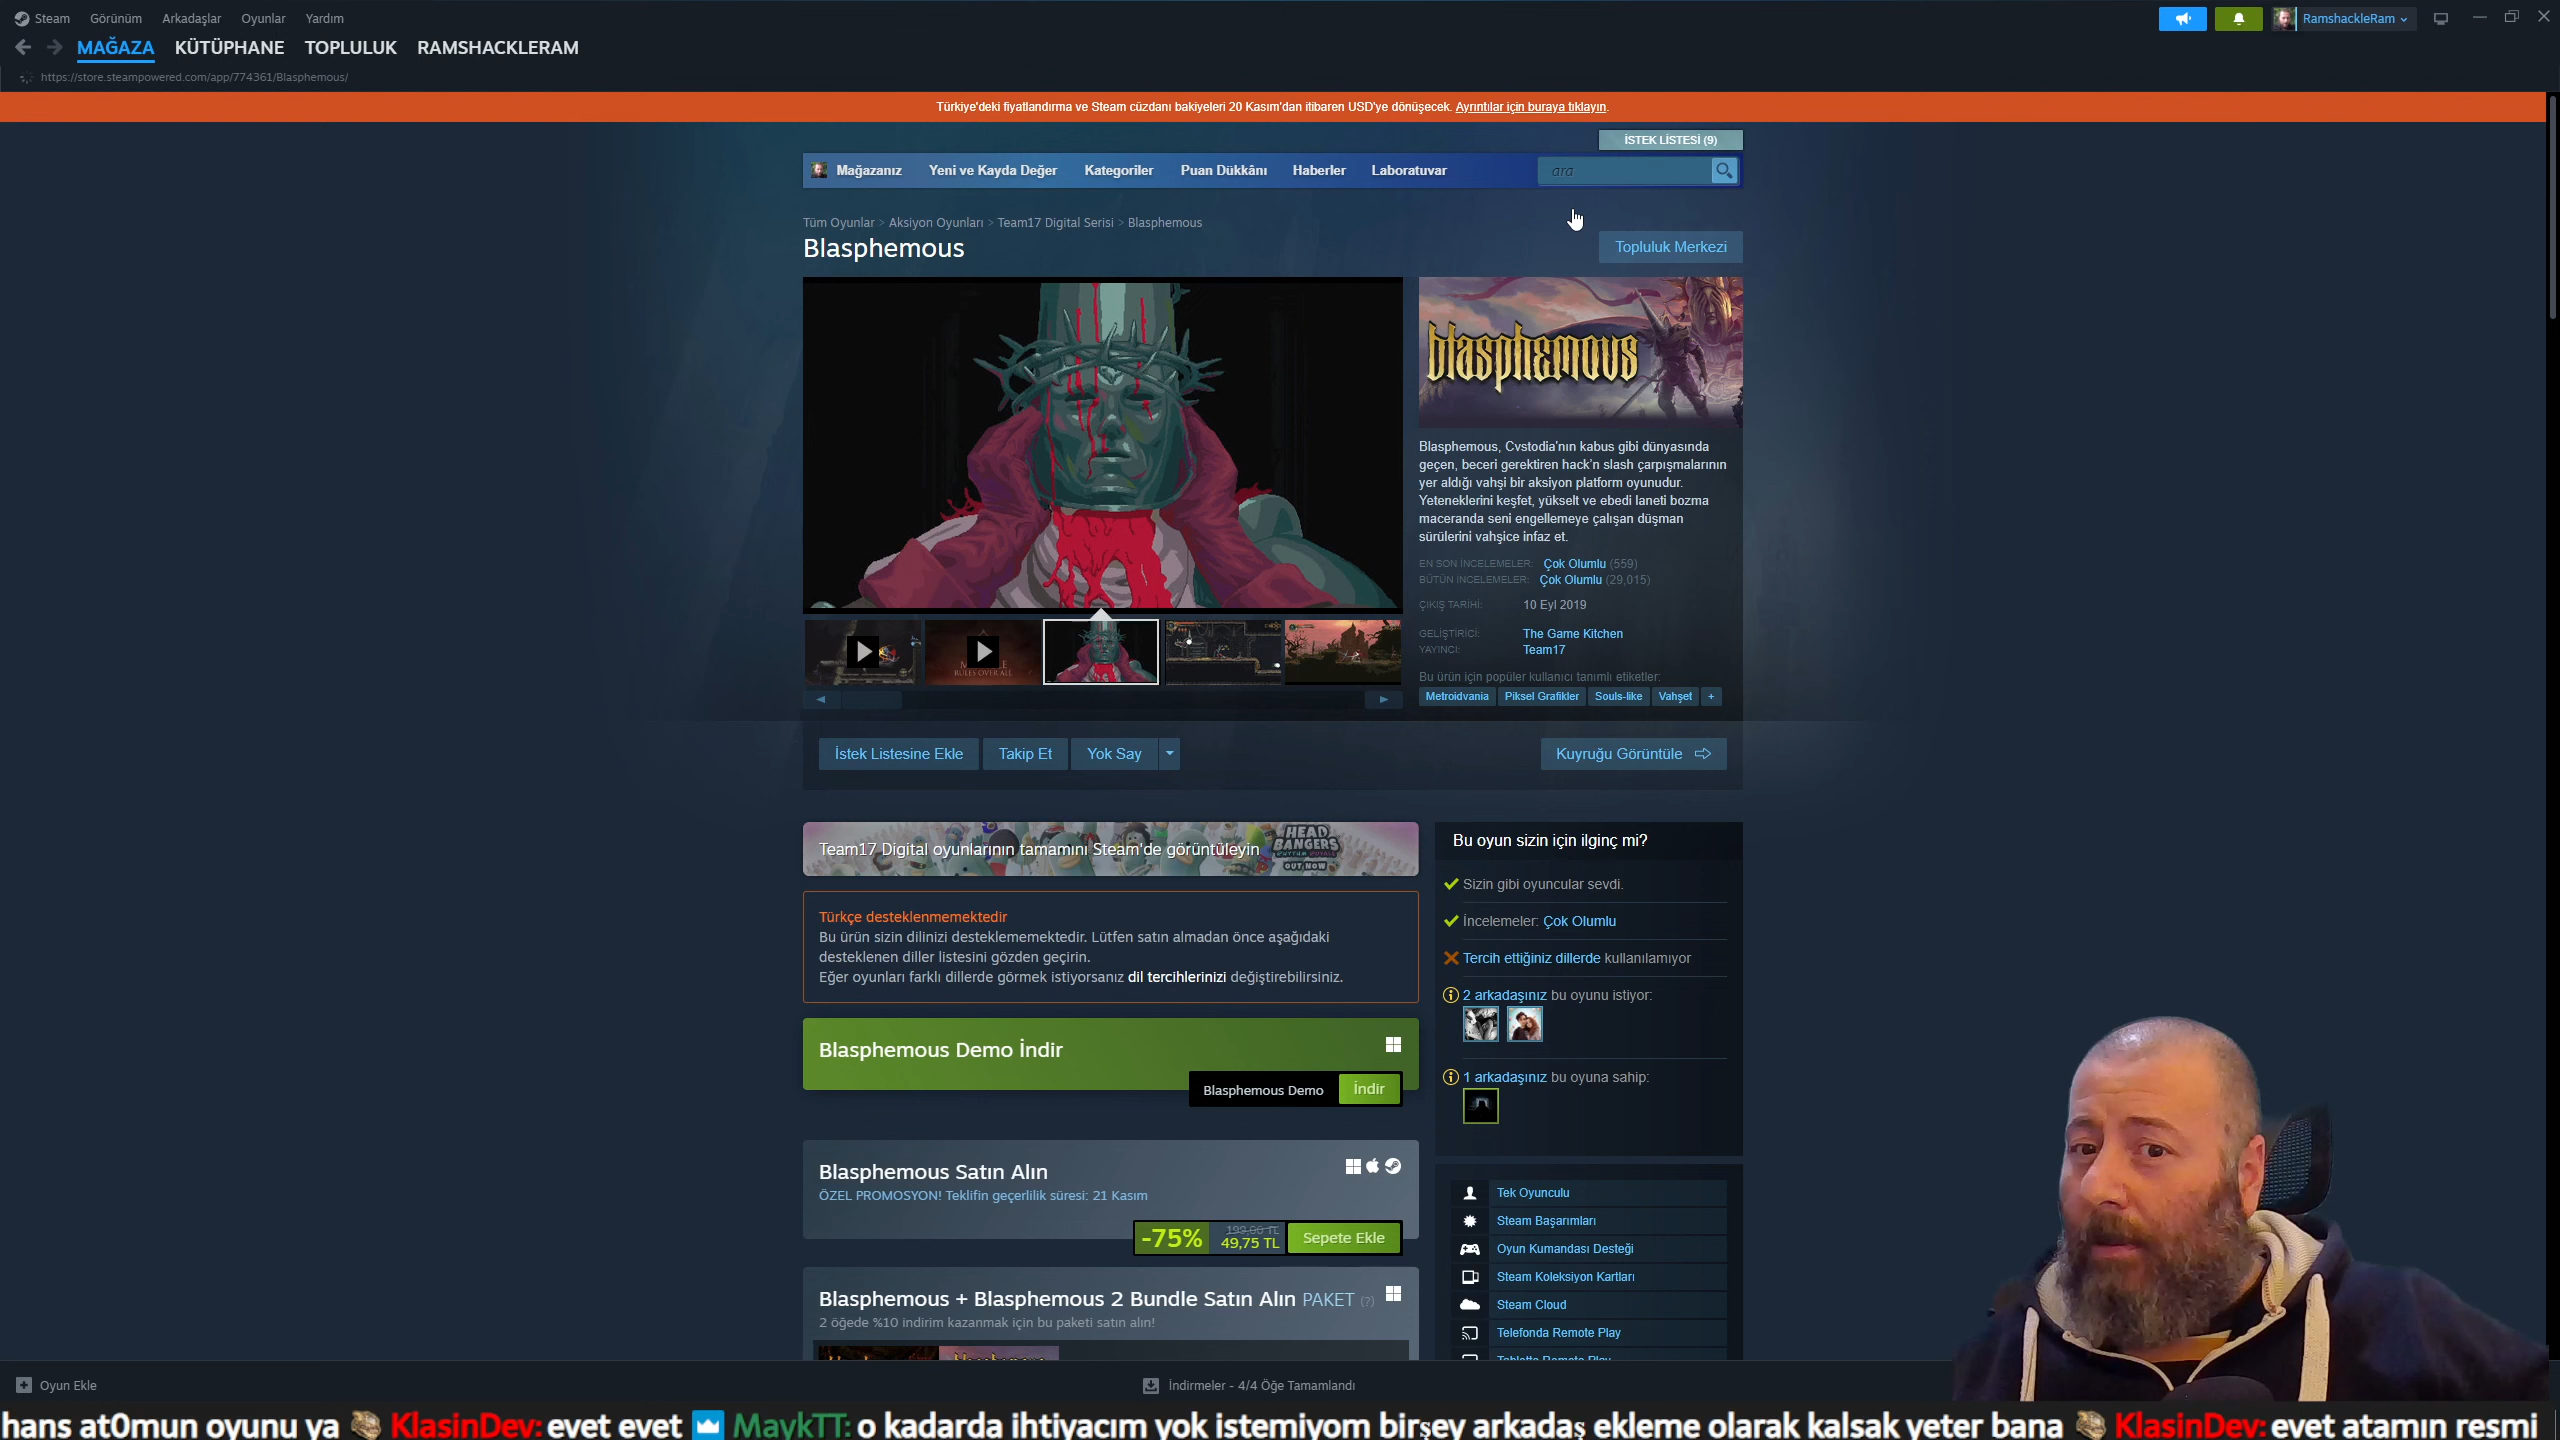 Steam Görünüm Arkadaşlar Oyunlar Yardım
RamshackleRam
MAĞAZA KÜTÜPHANE TOPLULUK RAMSHACKLERAM
https://store.steampowered.com/app/774361/Blasphemous/
Türkiye'deki fiyatlandırma ve Steam cüzdanı bakiyeleri 20 Kasım'dan itibaren USD'ye dönüşecek. Ayrıntılar için buraya tıklayın.
İSTEK LİSTESİ (9)
Mağazanız Yeni ve Kayda Değer Kategoriler Puan Dükkânı Haberler Laboratuvar ara
Tüm Oyunlar > Aksiyon Oyunları > Team17 Digital Serisi > Blasphemous
Blasphemous
Topluluk Merkezi
blasphemous
Blasphemous, Cvstodia'nın kabus gibi dünyasında
geçen, beceri gerektiren hack'n slash çarpışmalarının
yer aldığı vahşi bir aksiyon platform oyunudur.
Yeteneklerini keşfet, yükselt ve ebedi laneti bozma
maceranda seni engellemeye çalışan düşman
sürülerini vahşice infaz et.
EN SON İNCELEMELER: Çok Olumlu (559)
BÜTÜN İNCELEMELER: Çok Olumlu (29,015)
ÇIKIŞ TARİHİ: 10 Eyl 2019
GELİŞTİRİCİ: The Game Kitchen
YAYINCI: Team17
Bu ürün için popüler kullanıcı tanımlı etiketler:
Metroidvania Piksel Grafikler Souls-like Vahşet +
RULES OVER ALL
İstek Listesine Ekle Takip Et Yok Say
Kuyruğu Görüntüle
Team17 Digital oyunlarının tamamını Steam'de görüntüleyin
HEAD
BANGERS
RHYTHM ROYALE
OUT NOW
Türkçe desteklenmemektedir
Bu ürün sizin dilinizi desteklememektedir. Lütfen satın almadan önce aşağıdaki
desteklenen diller listesini gözden geçirin.
Eğer oyunları farklı dillerde görmek istiyorsanız dil tercihlerinizi değiştirebilirsiniz.
Blasphemous Demo İndir
Blasphemous Demo İndir
Blasphemous Satın Alın
ÖZEL PROMOSYON! Teklifin geçerlilik süresi: 21 Kasım
-75% 199,00 TL 49,75 TL Sepete Ekle
Blasphemous + Blasphemous 2 Bundle Satın Alın PAKET (?)
2 öğede %10 indirim kazanmak için bu paketi satın alın!
Bu oyun sizin için ilginç mi?
Sizin gibi oyuncular sevdi.
İncelemeler: Çok Olumlu
Tercih ettiğiniz dillerde kullanılamıyor
2 arkadaşınız bu oyunu istiyor:
1 arkadaşınız bu oyuna sahip:
Tek Oyunculu
Steam Başarımları
Oyun Kumandası Desteği
Steam Koleksiyon Kartları
Steam Cloud
Telefonda Remote Play
Tablette Remote Play
Oyun Ekle
İndirmeler - 4/4 Öğe Tamamlandı
hans at0mun oyunu ya KlasinDev: evet evet MaykTT: o kadarda ihtiyacım yok istemiyom birşey arkadaş ekleme olarak kalsak yeter bana KlasinDev: evet atamın resmi